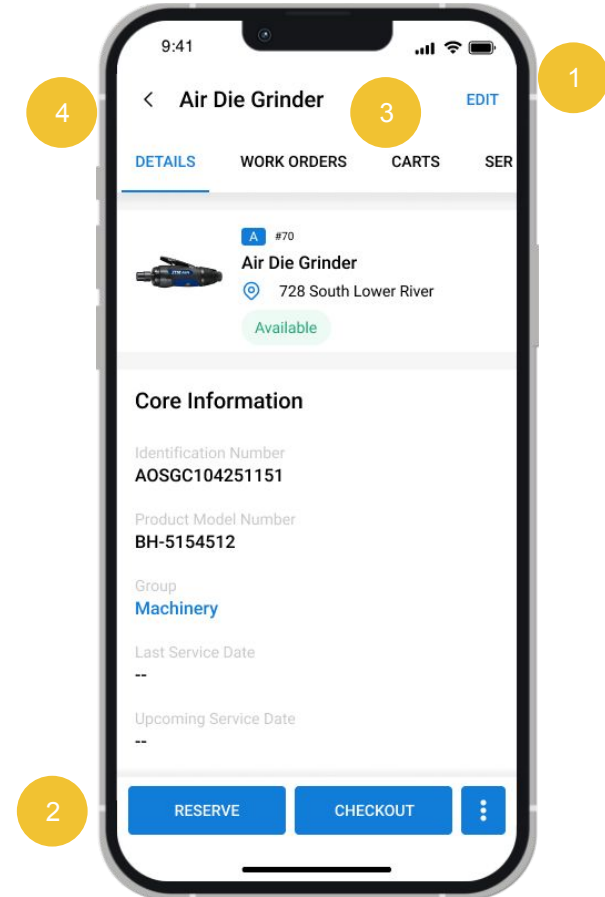 9:41
1
4
Air Die Grinder
3
EDIT
DETAILS WORK ORDERS CARTS SER
A #70
Air Die Grinder
728 South Lower River
Available
Core Information
Identification Number
AOSGC104251151
Product Model Number
BH-5154512
Group
Machinery
Last Service Date
--
Upcoming Service Date
--
2
RESERVE CHECKOUT